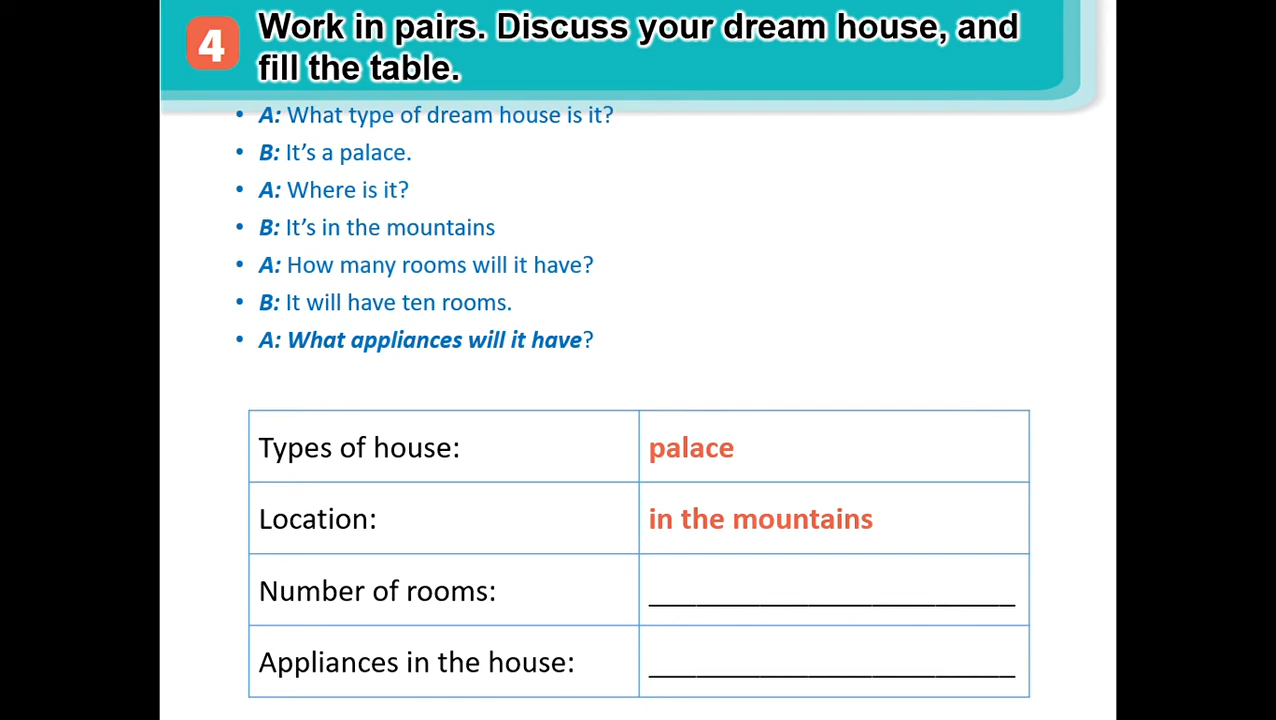 4
Work in pairs. Discuss your dream house, and
fill the table.
• A: What type of dream house is it?
• B: It's a palace.
• A: Where is it?
• B: It's in the mountains
• A: How many rooms will it have?
• B: It will have ten rooms.
• A: What appliances will it have?
Types of house: palace
Location: in the mountains
Number of rooms: ____________________
Appliances in the house: ____________________